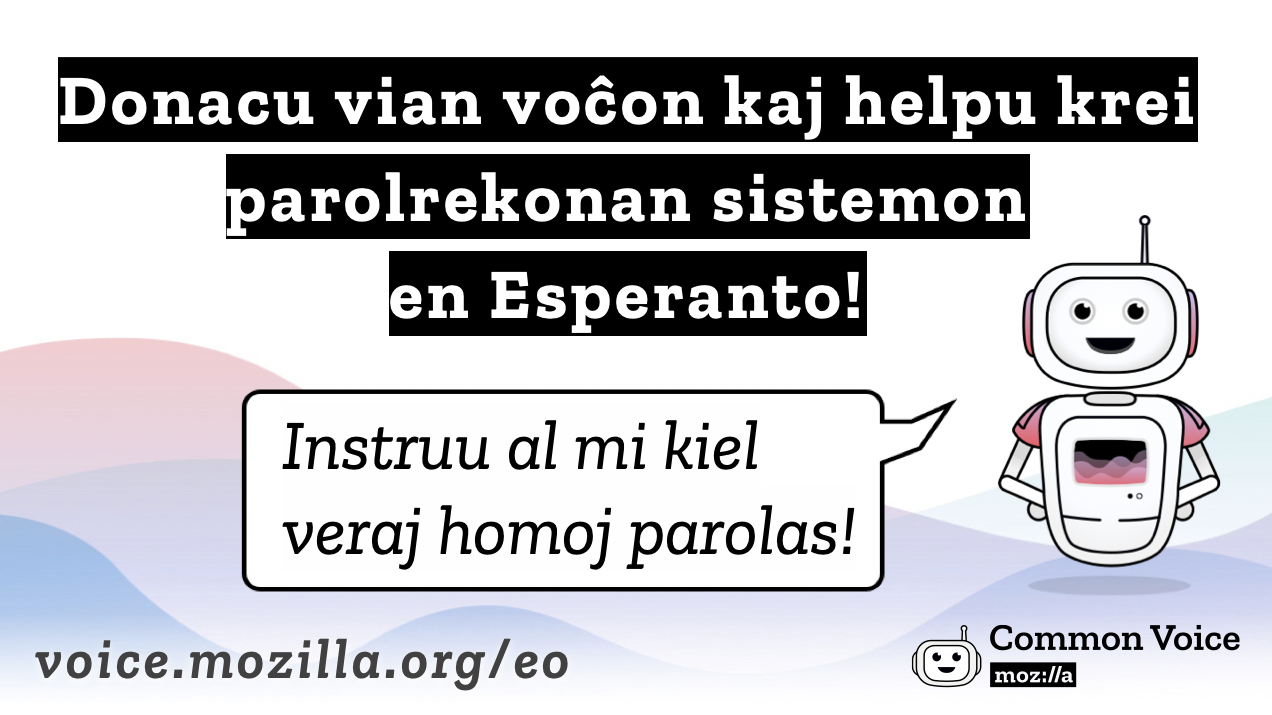 Donacu vian voĉon kaj helpu krei
parolrekonan sistemon
en Esperanto!
Instruu al mi kiel
veraj homoj parolas!
voice.mozilla.org/eo
Common Voice
moz://a